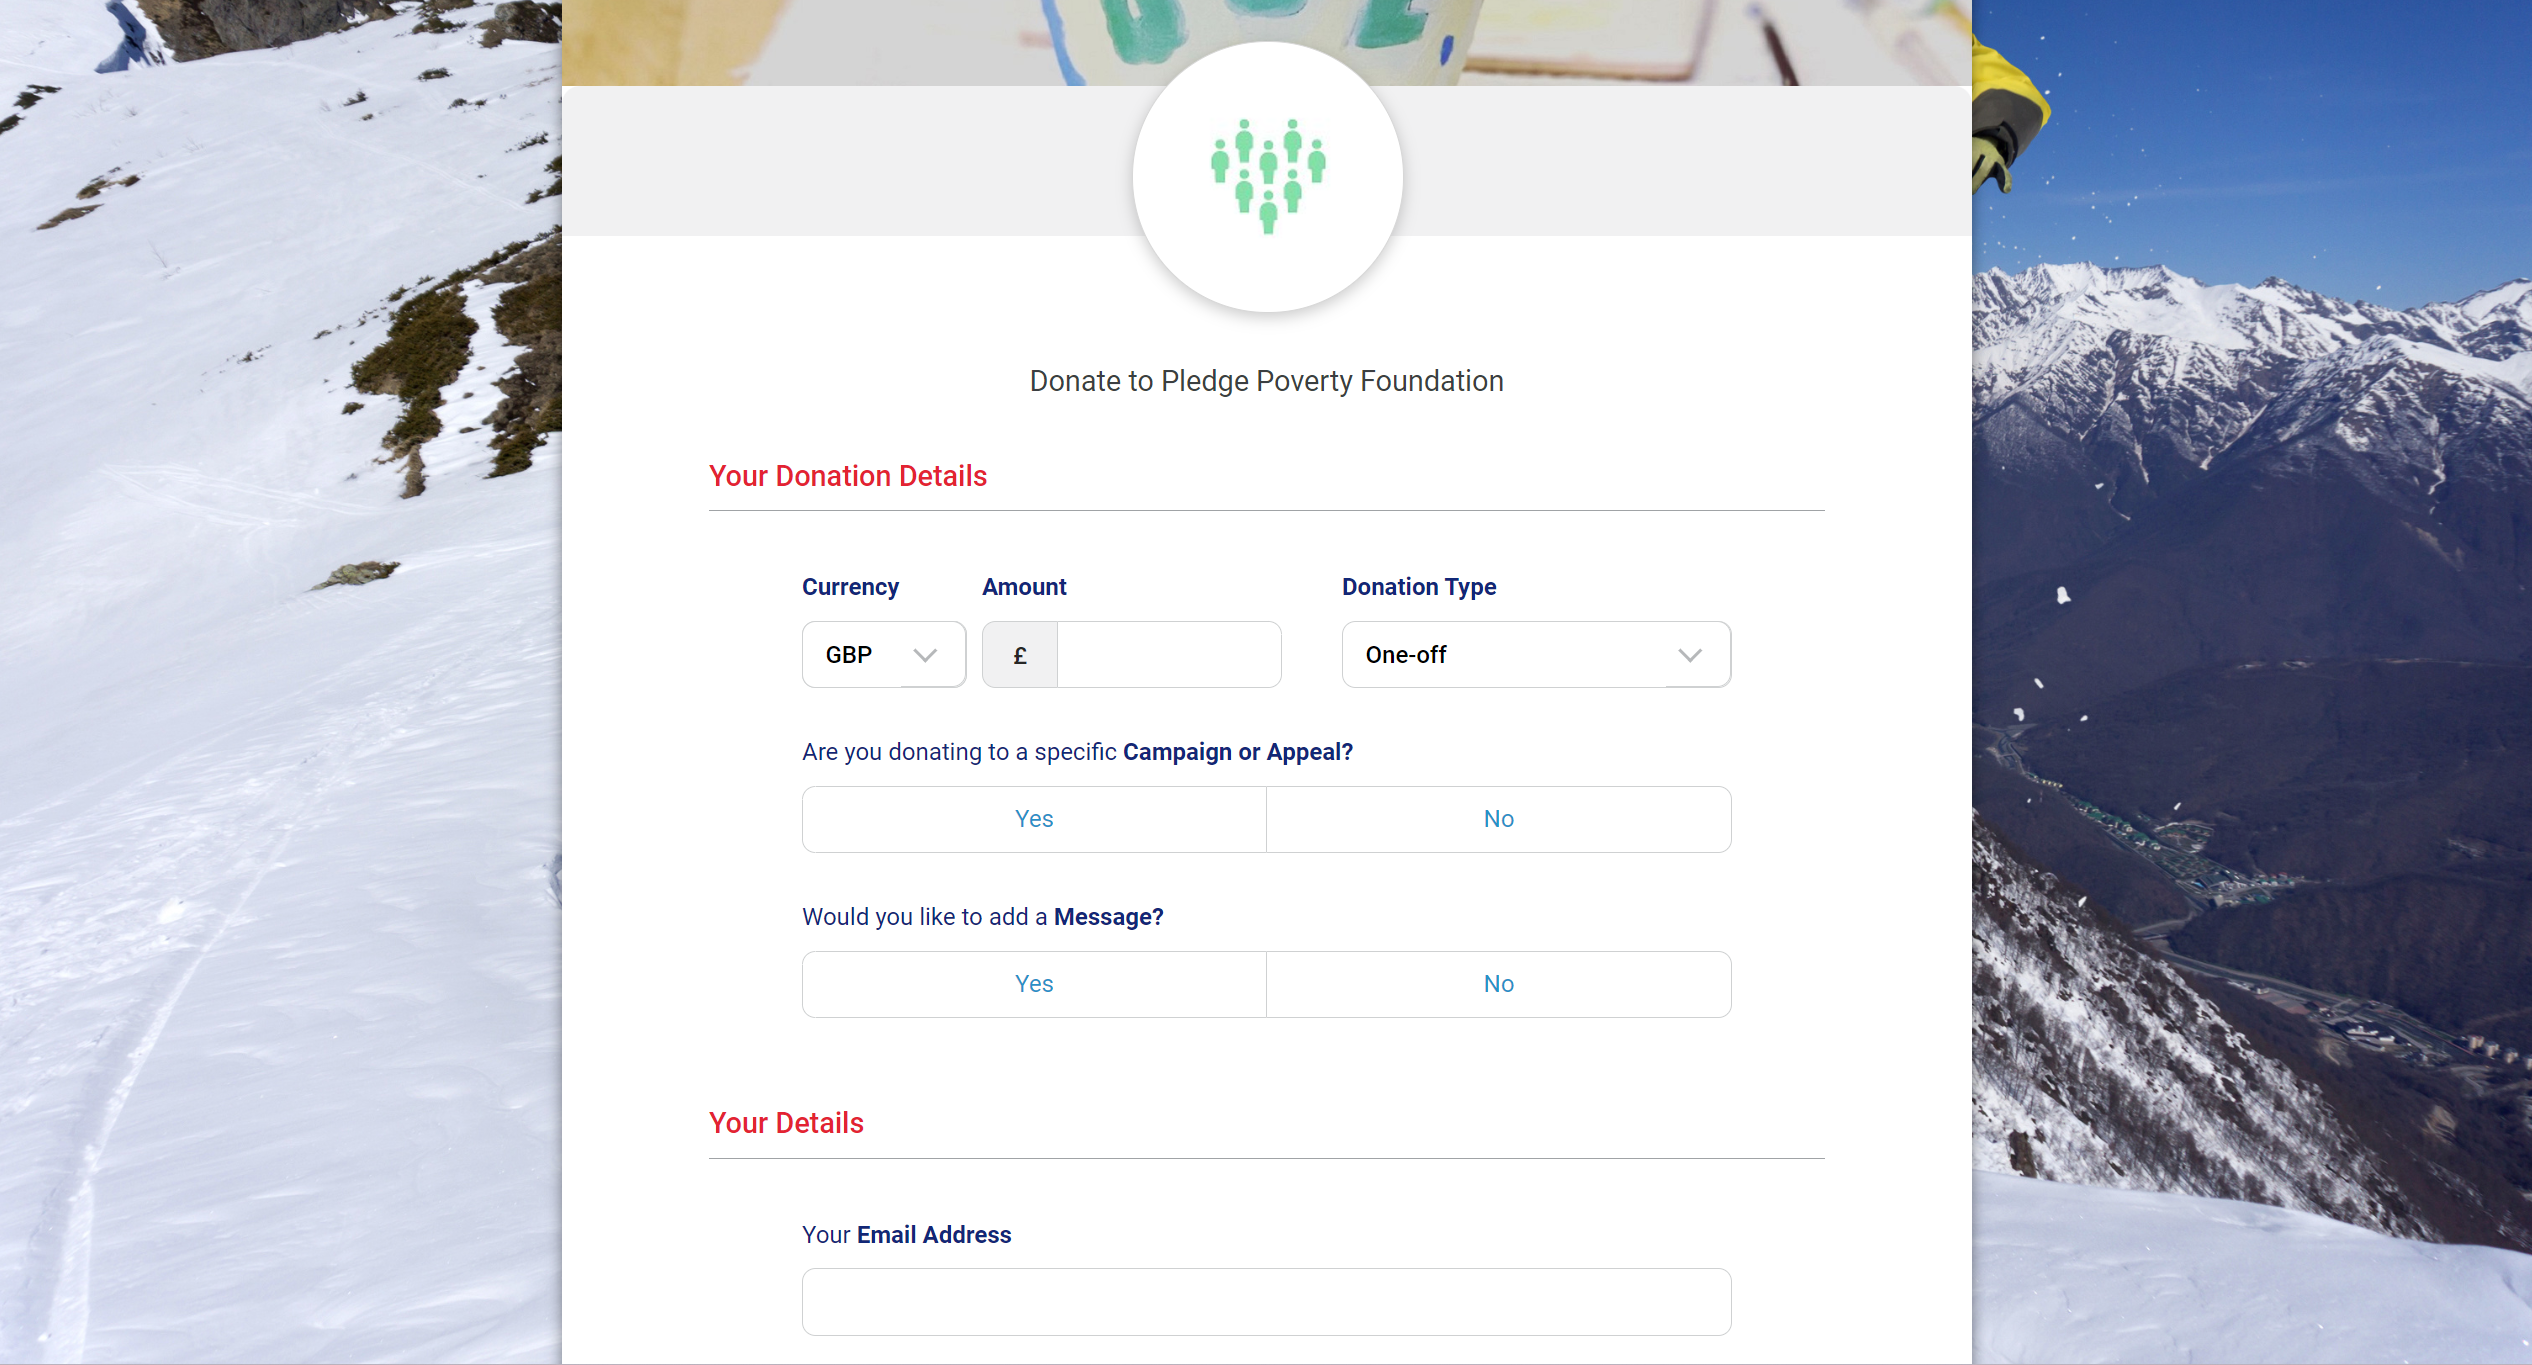 Donate to Pledge Poverty Foundation
Your Donation Details
Currency Amount Donation Type
GBP £ One-off
Are you donating to a specific Campaign or Appeal?
Yes No
Would you like to add a Message?
Yes No
Your Details
Your Email Address